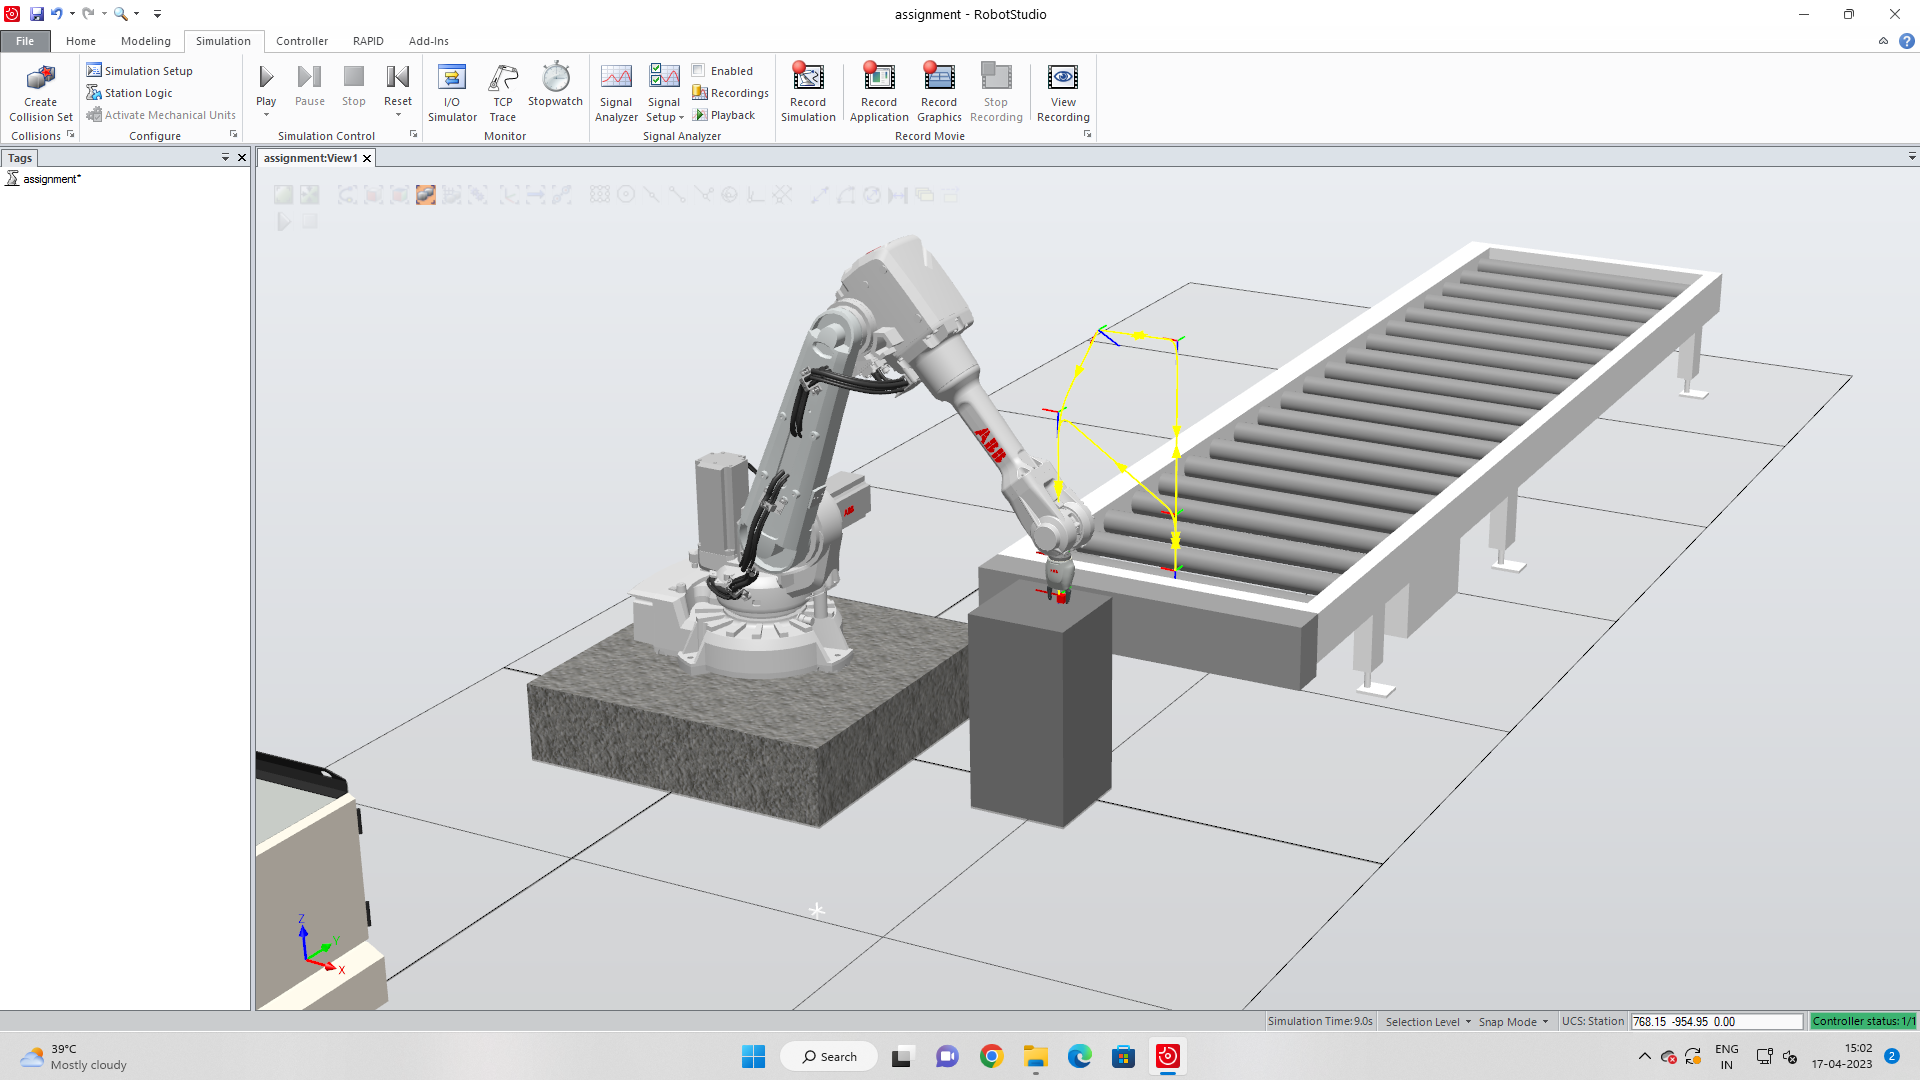 assignment - RobotStudio
File Home Modeling Simulation Controller RAPID Add-Ins
Create
Collision Set
Collisions
Simulation Setup
Station Logic
Activate Mechanical Units
Configure
Play Pause Stop Reset
Simulation Control
I/O
Simulator
TCP
Trace
Stopwatch
Monitor
Signal
Analyzer
Signal
Setup
Enabled
Recordings
Playback
Signal Analyzer
Record
Simulation
Record
Application
Record
Graphics
Stop
Recording
View
Recording
Record Movie
Tags
assignment*
assignment:View1
ABB
ABB
Z
Y
X
Simulation Time: 9.0s Selection Level Snap Mode UCS: Station 768.15 -954.95 0.00 Controller status: 1/1
39°C
Mostly cloudy
Search
ENG
IN
15:02
17-04-2023
2